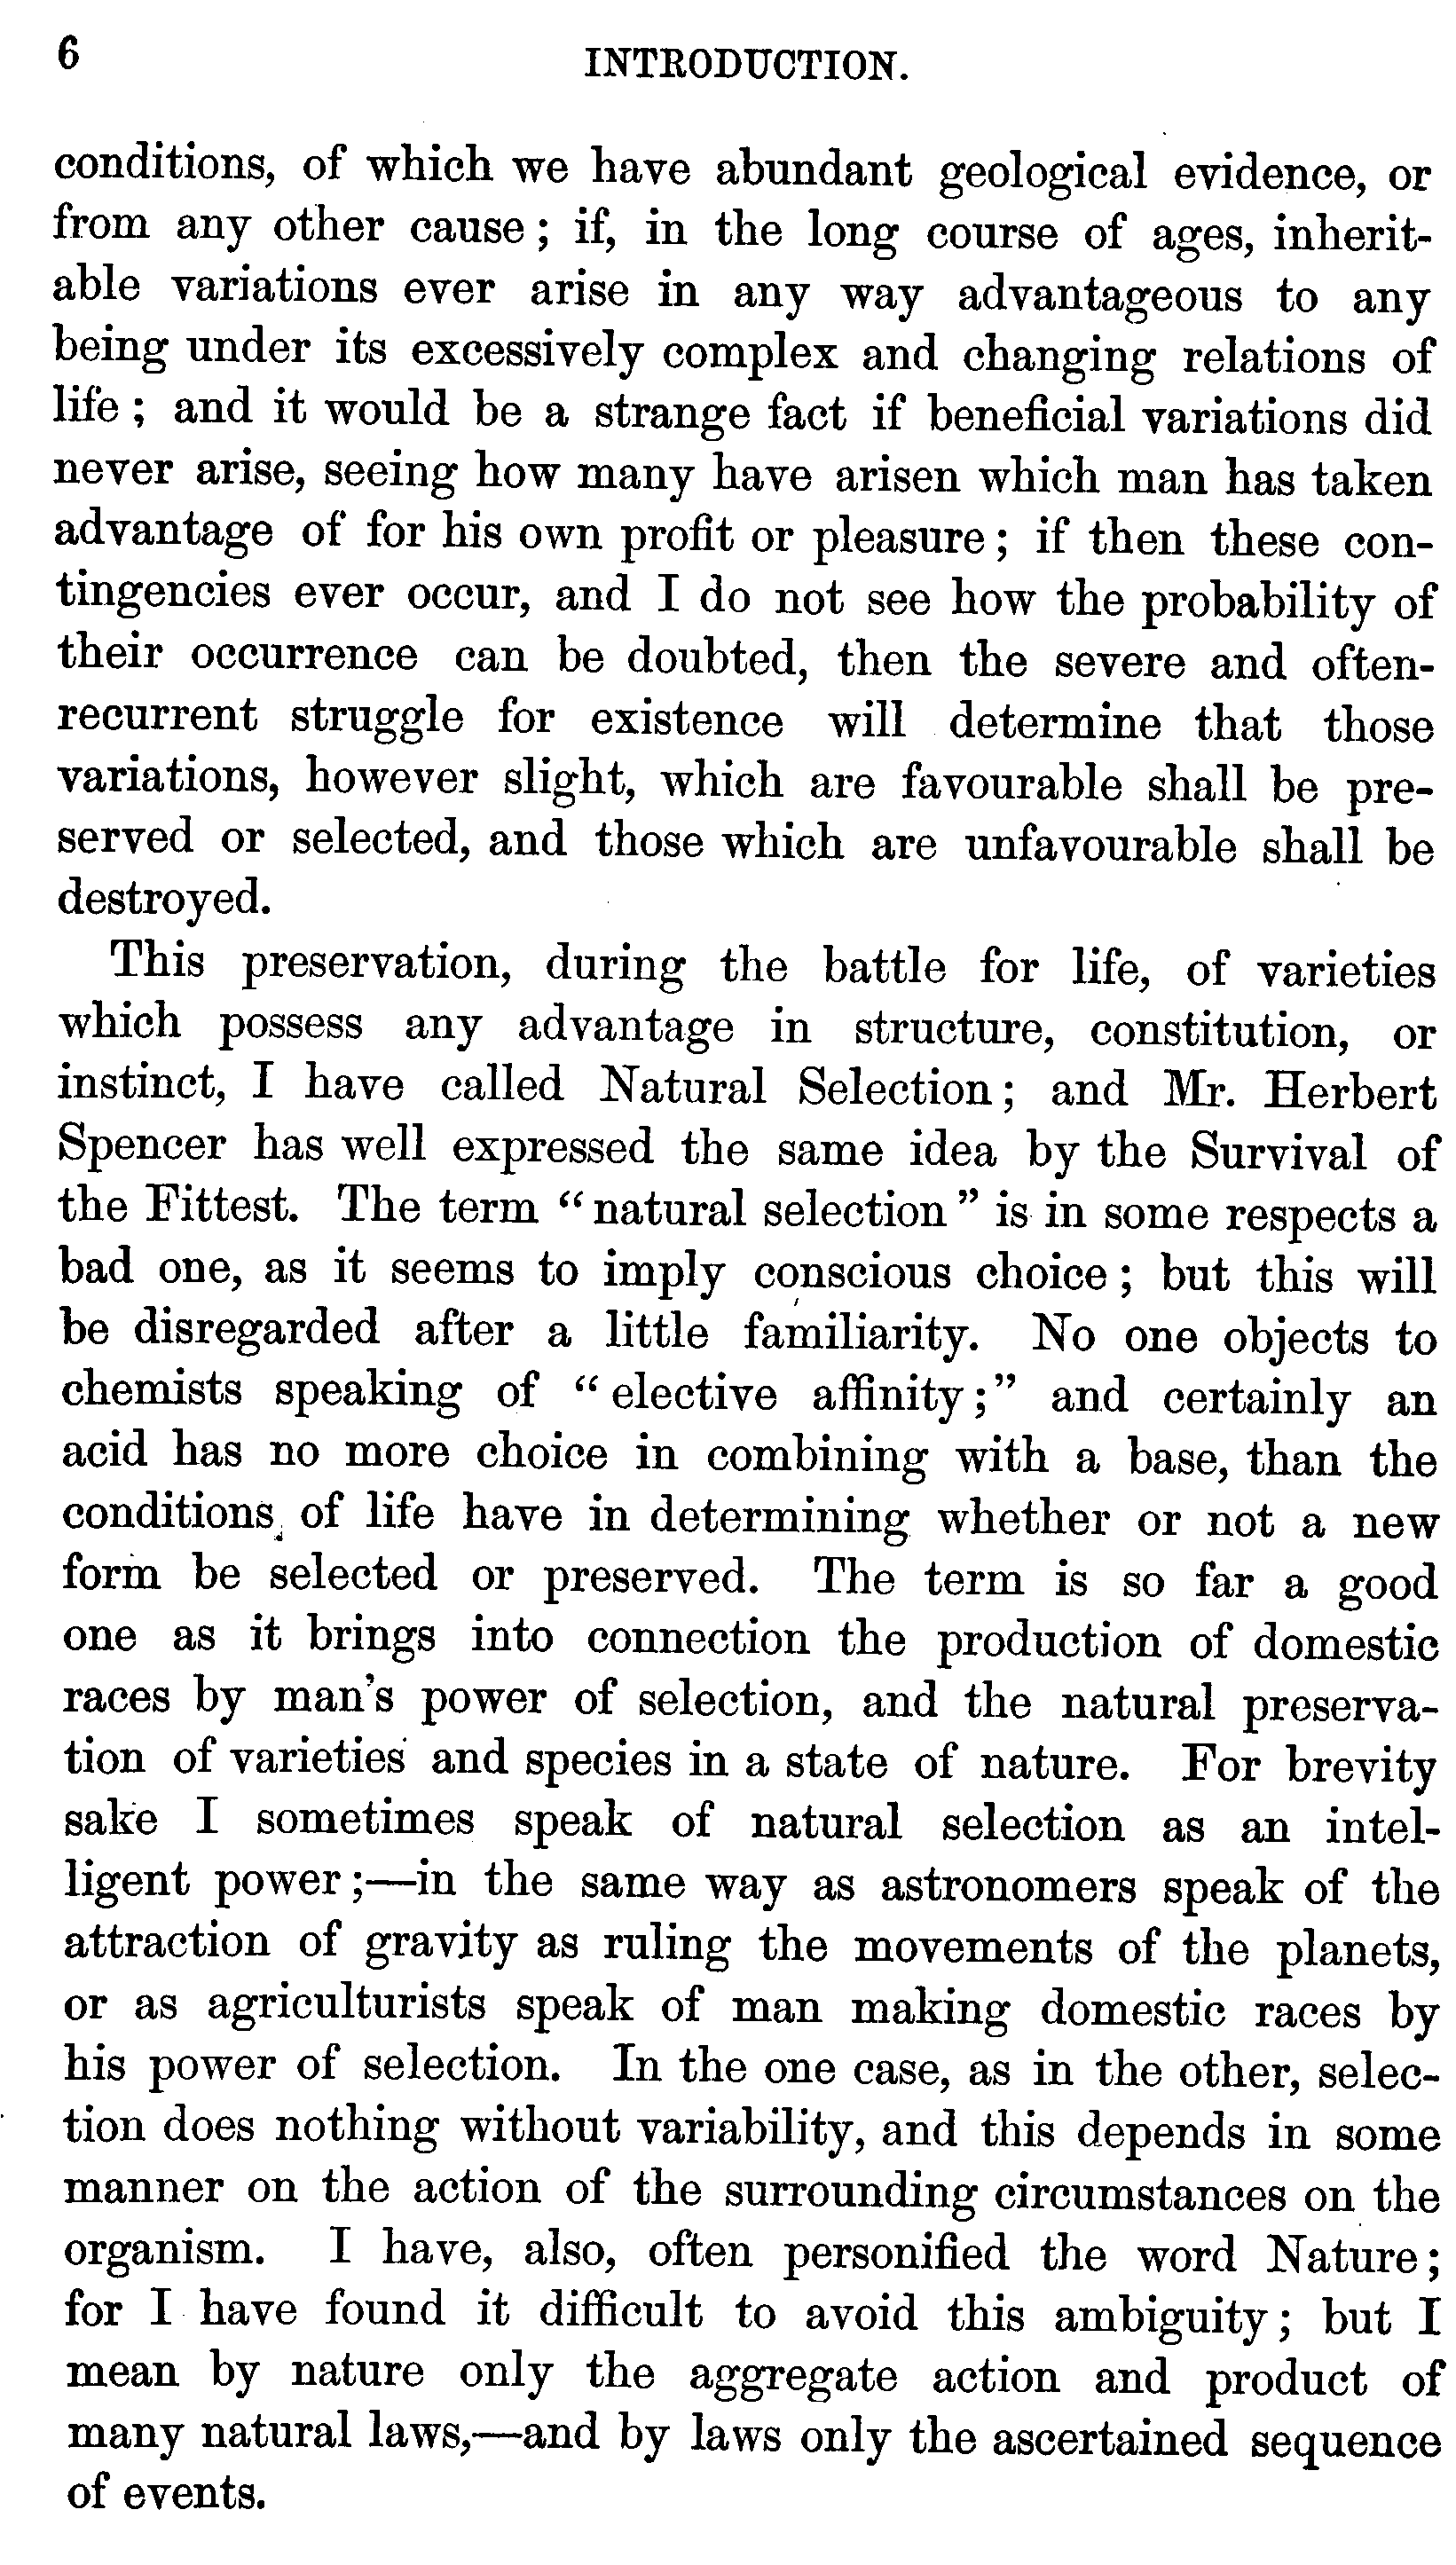 6 INTRODUCTION.
conditions, of which we have abundant geological evidence, or
from any other cause; if, in the long course of ages, inherit-
able variations ever arise in any way advantageous to any
being under its excessively complex and changing relations of
life; and it would be a strange fact if beneficial variations did
never arise, seeing how many have arisen which man has taken
advantage of for his own profit or pleasure; if then these con-
tingencies ever occur, and I do not see how the probability of
their occurrence can be doubted, then the severe and often-
recurrent struggle for existence will determine that those
variations, however slight, which are favourable shall be pre-
served or selected, and those which are unfavourable shall be
destroyed.
This preservation, during the battle for life, of varieties
which possess any advantage in structure, constitution, or
instinct, I have called Natural Selection; and Mr. Herbert
Spencer has well expressed the same idea by the Survival of
the Fittest. The term "natural selection" is in some respects a
bad one, as it seems to imply conscious choice; but this will
be disregarded after a little familiarity. No one objects to
chemists speaking of "elective affinity;" and certainly an
acid has no more choice in combining with a base, than the
conditions of life have in determining whether or not a new
form be selected or preserved. The term is so far a good
one as it brings into connection the production of domestic
races by man's power of selection, and the natural preserva-
tion of varieties and species in a state of nature. For brevity
sake I sometimes speak of natural selection as an intel-
ligent power;—in the same way as astronomers speak of the
attraction of gravity as ruling the movements of the planets,
or as agriculturists speak of man making domestic races by
his power of selection. In the one case, as in the other, selec-
tion does nothing without variability, and this depends in some
manner on the action of the surrounding circumstances on the
organism. I have, also, often personified the word Nature;
for I have found it difficult to avoid this ambiguity; but I
mean by nature only the aggregate action and product of
many natural laws,—and by laws only the ascertained sequence
of events.